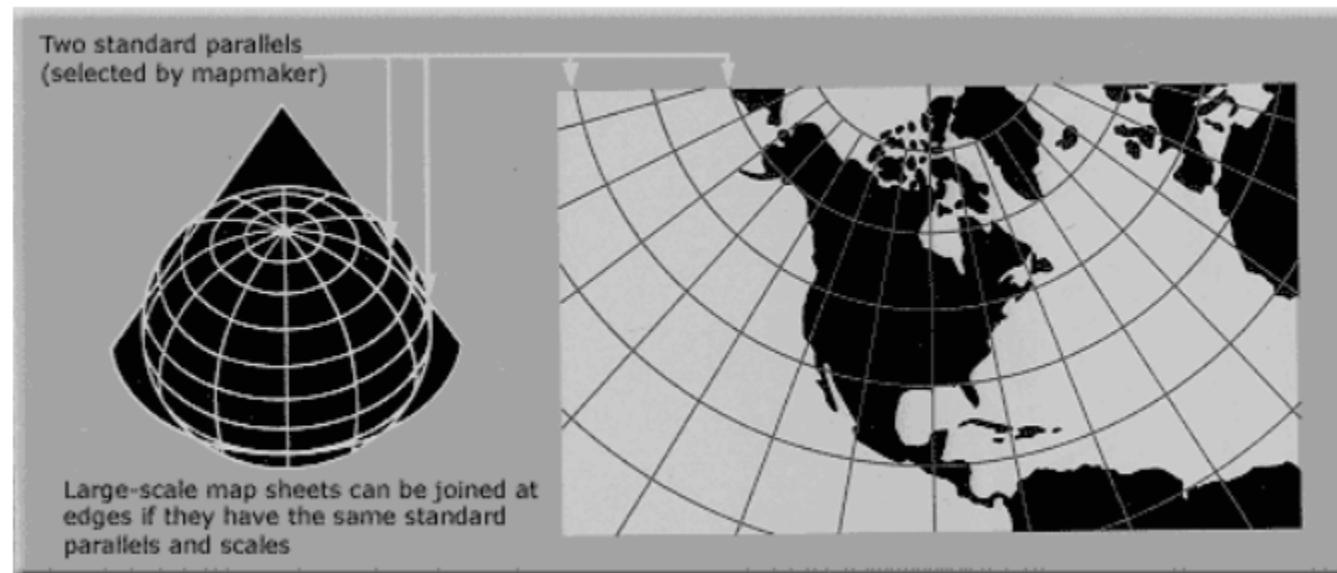 Two standard parallels
(selected by mapmaker)
Large-scale map sheets can be joined at
edges if they have the same standard
parallels and scales